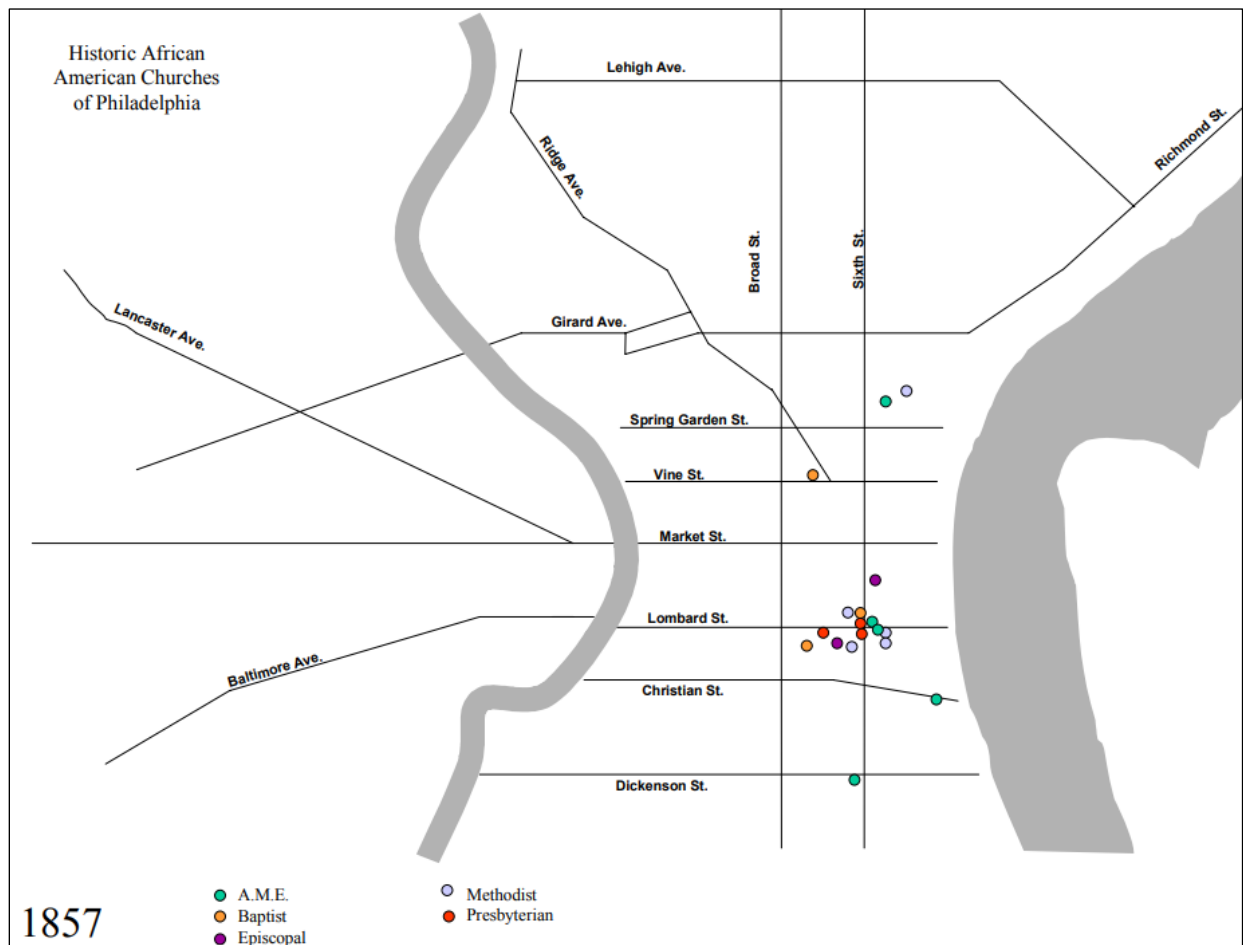 Historic African
American Churches
of Philadelphia
Lehigh Ave.
Richmond St.
Ridge Ave.
Broad St.
Sixth St.
Lancaster Ave.
Girard Ave.
Spring Garden St.
Vine St.
Market St.
Lombard St.
Baltimore Ave.
Christian St.
Dickenson St.
1857
A.M.E.
Baptist
Episcopal
Methodist
Presbyterian